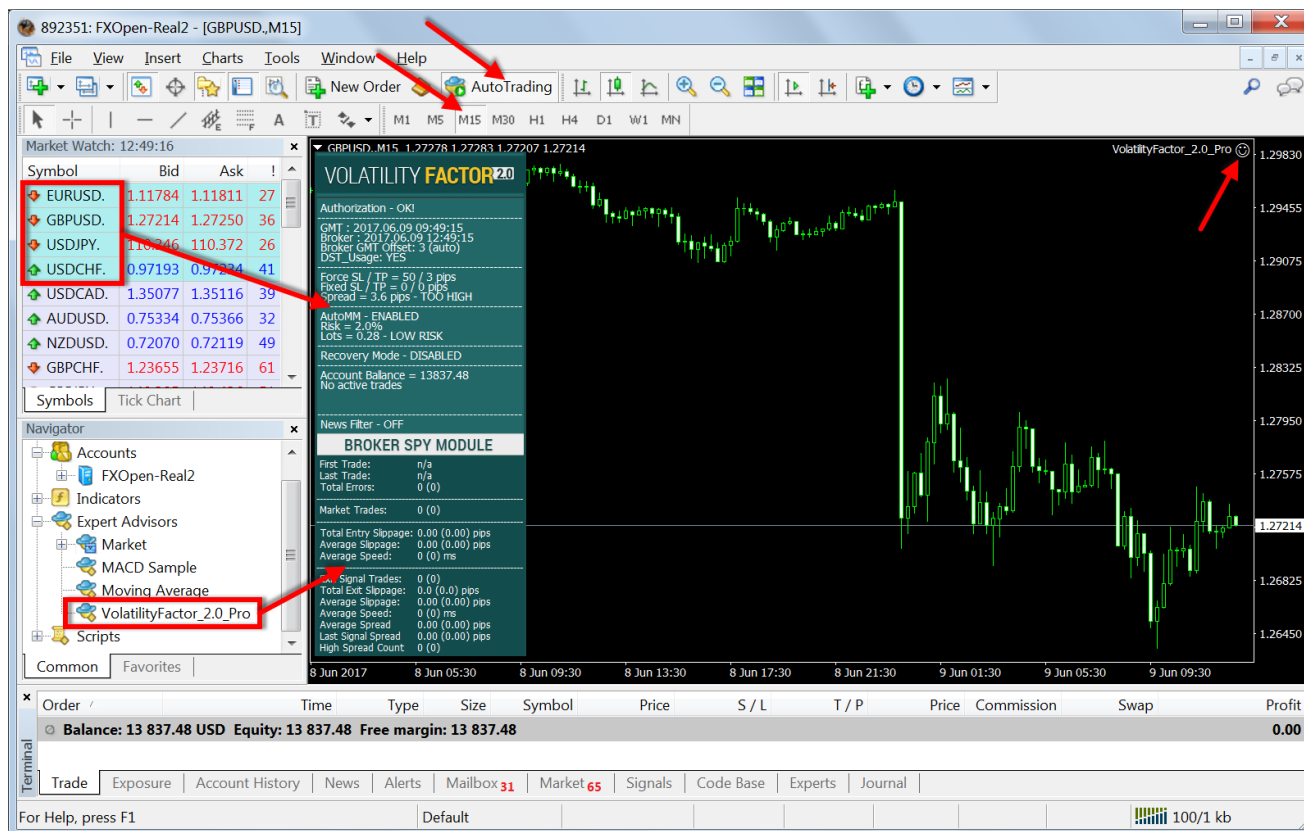 892351: FXOpen-Real2 - [GBPUSD.,M15]
File View Insert Charts Tools Window Help
New Order AutoTrading
M1 M5 M15 M30 H1 H4 D1 W1 MN
Market Watch: 12:49:16
Symbol Bid Ask !
EURUSD. 1.11784 1.11811 27
GBPUSD. 1.27214 1.27250 36
USDJPY. 110.372 26
USDCHF. 0.97193 0.97234 41
USDCAD. 1.35077 1.35116 39
AUDUSD. 0.75334 0.75366 32
NZDUSD. 0.72070 0.72119 49
GBPCHF. 1.23655 1.23716 61
Symbols Tick Chart
Navigator
Accounts
FXOpen-Real2
Indicators
Expert Advisors
Market
MACD Sample
Moving Average
VolatilityFactor_2.0_Pro
Scripts
Common Favorites
GBPUSD.,M15 1.27278 1.27283 1.27207 1.27214
VolatilityFactor_2.0_Pro
VOLATILITY FACTOR 2.0
Authorization - OK!
GMT : 2017.06.09 09:49:15
Broker : 2017.06.09 12:49:15
Broker GMT Offset: 3 (auto)
DST_Usage: YES
Force SL / TP = 50 / 3 pips
Fixed SL / TP = 0 / 0 pips
Spread = 3.6 pips - TOO HIGH
AutoMM - ENABLED
Risk = 2.0%
Lots = 0.28 - LOW RISK
Recovery Mode - DISABLED
Account Ballance = 13837.48
No active trades
News Filter - OFF
BROKER SPY MODULE
First Trade: n/a
Last Trade: n/a
Total Errors: 0 (0)
Market Trades: 0 (0)
Total Entry Slippage: 0.00 (0.00) pips
Average Slippage: 0.00 (0.00) pips
Average Speed: 0 (0) ms
Signal Trades: 0 (0)
Total Exit Slippage: 0.0 (0.0) pips
Average Slippage: 0.00 (0.00) pips
Average Speed: 0 (0) ms
Average Spread 0.00 (0.00) pips
Last Signal Spread 0.00 (0.00) pips
High Spread Count 0 (0)
1.29830
1.29455
1.29075
1.28700
1.28325
1.27950
1.27575
1.27214
1.26825
1.26450
8 Jun 2017 8 Jun 05:30 8 Jun 09:30 8 Jun 13:30 8 Jun 17:30 8 Jun 21:30 9 Jun 01:30 9 Jun 05:30 9 Jun 09:30
Order / Time Type Size Symbol Price S / L T / P Price Commission Swap Profit
Balance: 13 837.48 USD Equity: 13 837.48 Free margin: 13 837.48 0.00
Terminal
Trade Exposure Account History News Alerts Mailbox 31 Market 65 Signals Code Base Experts Journal
For Help, press F1 Default 100/1 kb